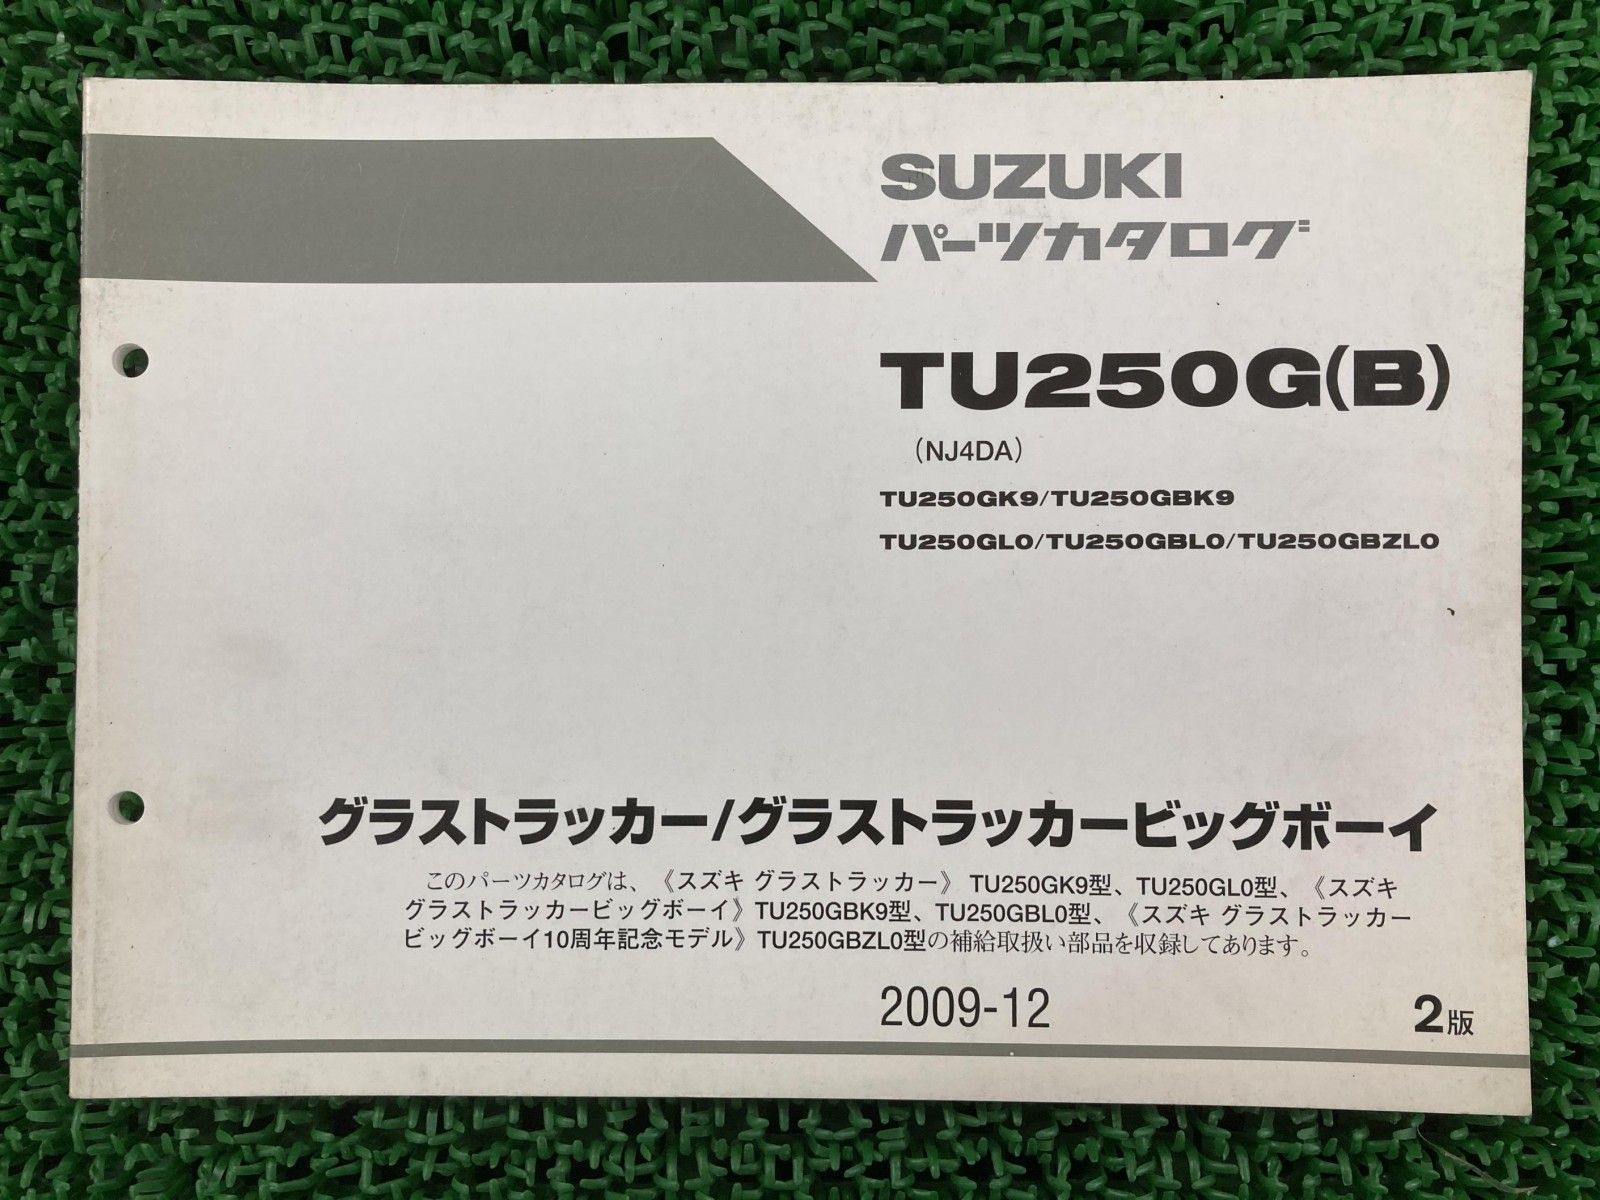 SUZUKI
パーツカタログ
TU250G(B)
(NJ4DA)
TU250GK9/TU250GBK9
TU250GL0/TU250GBL0/TU250GBZL0
グラストラッカー/グラストラッカービッグボーイ
このパーツカタログは、《スズキ グラストラッカー》 TU250GK9型、TU250GL0型、《スズキ
グラストラッカービッグボーイ》TU250GBK9型、TU250GBL0型、《スズキ グラストラッカー
ビッグボーイ10周年記念モデル》TU250GBZL0型の補給取扱い部品を収録してあります。
2009-12
2版